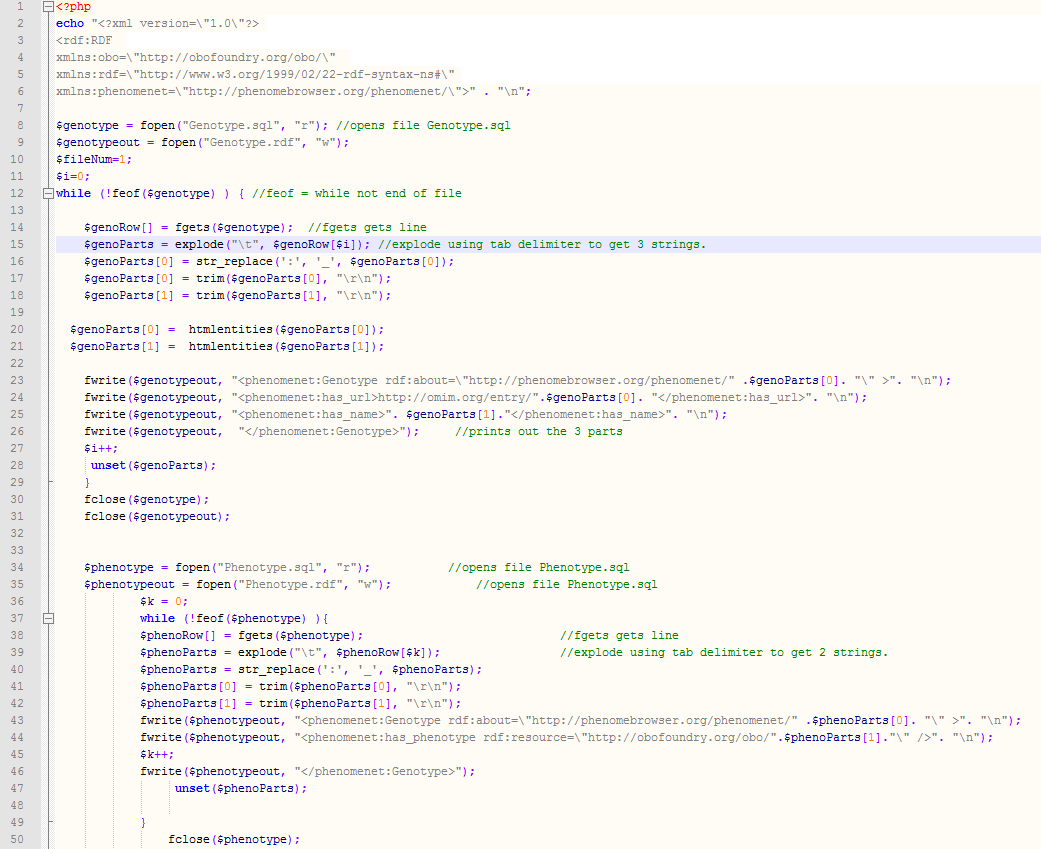 1 <?php
2 echo "<?xml version=\"1.0\"?>
3 <rdf:RDF
4 xmlns:obo=\"http://obofoundry.org/obo/\"
5 xmlns:rdf=\"http://www.w3.org/1999/02/22-rdf-syntax-ns#\"
6 xmlns:phenomenet=\"http://phenomebrowser.org/phenomenet/\">" . "\n";
7
8 $genotype = fopen("Genotype.sql", "r"); //opens file Genotype.sql
9 $genotypeout = fopen("Genotype.rdf", "w");
10 $fileNum=1;
11 $i=0;
12 while (!feof($genotype) ) { //feof = while not end of file
13
14 $genoRow[] = fgets($genotype); //fgets gets line
15 $genoParts = explode("\t", $genoRow[$i]); //explode using tab delimiter to get 3 strings.
16 $genoParts[0] = str_replace(':', '_', $genoParts[0]);
17 $genoParts[0] = trim($genoParts[0], "\r\n");
18 $genoParts[1] = trim($genoParts[1], "\r\n");
19
20 $genoParts[0] =  htmlentities($genoParts[0]);
21 $genoParts[1] =  htmlentities($genoParts[1]);
22
23 fwrite($genotypeout, "<phenomenet:Genotype rdf:about=\"http://phenomebrowser.org/phenomenet/" .$genoParts[0]. "\" >". "\n");
24 fwrite($genotypeout, "<phenomenet:has_url>http://omim.org/entry/".$genoParts[0]. "</phenomenet:has_url>". "\n");
25 fwrite($genotypeout, "<phenomenet:has_name>". $genoParts[1]."</phenomenet:has_name>". "\n");
26 fwrite($genotypeout,  "</phenomenet:Genotype>"); //prints out the 3 parts
27 $i++;
28 unset($genoParts);
29 }
30 fclose($genotype);
31 fclose($genotypeout);
32
33
34 $phenotype = fopen("Phenotype.sql", "r"); //opens file Phenotype.sql
35 $phenotypeout = fopen("Phenotype.rdf", "w"); //opens file Phenotype.sql
36 $k = 0;
37 while (!feof($phenotype) ){
38 $phenoRow[] = fgets($phenotype); //fgets gets line
39 $phenoParts = explode("\t", $phenoRow[$k]); //explode using tab delimiter to get 2 strings.
40 $phenoParts = str_replace(':', '_', $phenoParts);
41 $phenoParts[0] = trim($phenoParts[0], "\r\n");
42 $phenoParts[1] = trim($phenoParts[1], "\r\n");
43 fwrite($phenotypeout, "<phenomenet:Genotype rdf:about=\"http://phenomebrowser.org/phenomenet/" .$phenoParts[0]. "\" >". "\n");
44 fwrite($phenotypeout, "<phenomenet:has_phenotype rdf:resource=\"http://obofoundry.org/obo/".$phenoParts[1]."\" />". "\n");
45 $k++;
46 fwrite($phenotypeout, "</phenomenet:Genotype>");
47 unset($phenoParts);
48
49 }
50 fclose($phenotype);